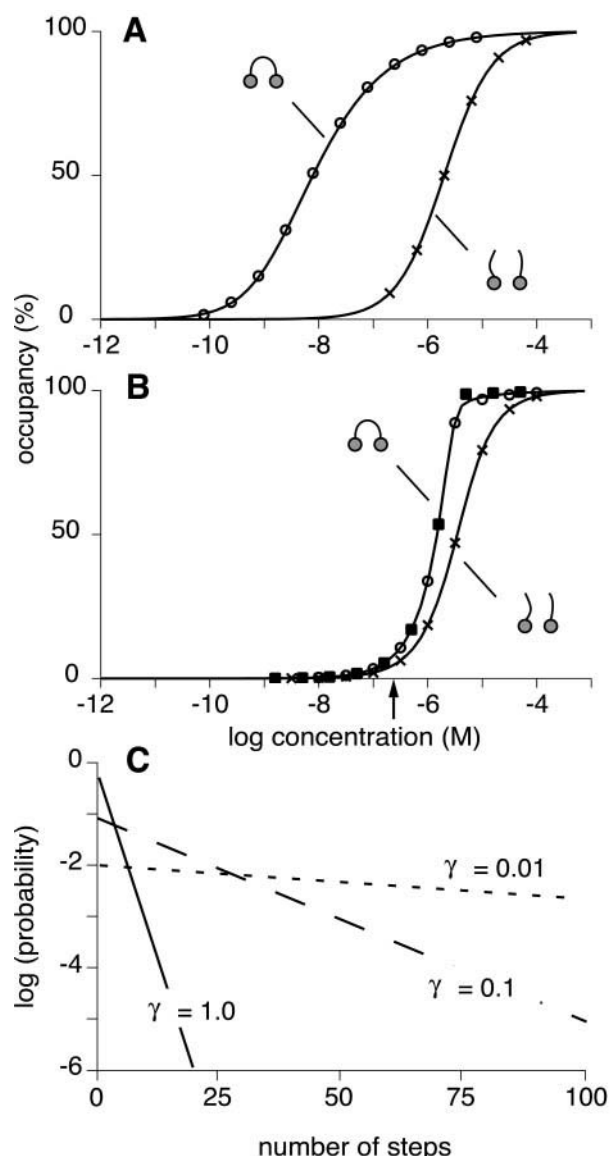 A
100
50
0
-12 -10 -8 -6 -4
occupancy (%)
B
100
50
0
-12 -10 -8 -6 -4
log concentration (M)
C
-0
-2
-4
-6
log (probability)
γ = 0.01
γ = 0.1
γ = 1.0
0 25 50 75 100
number of steps